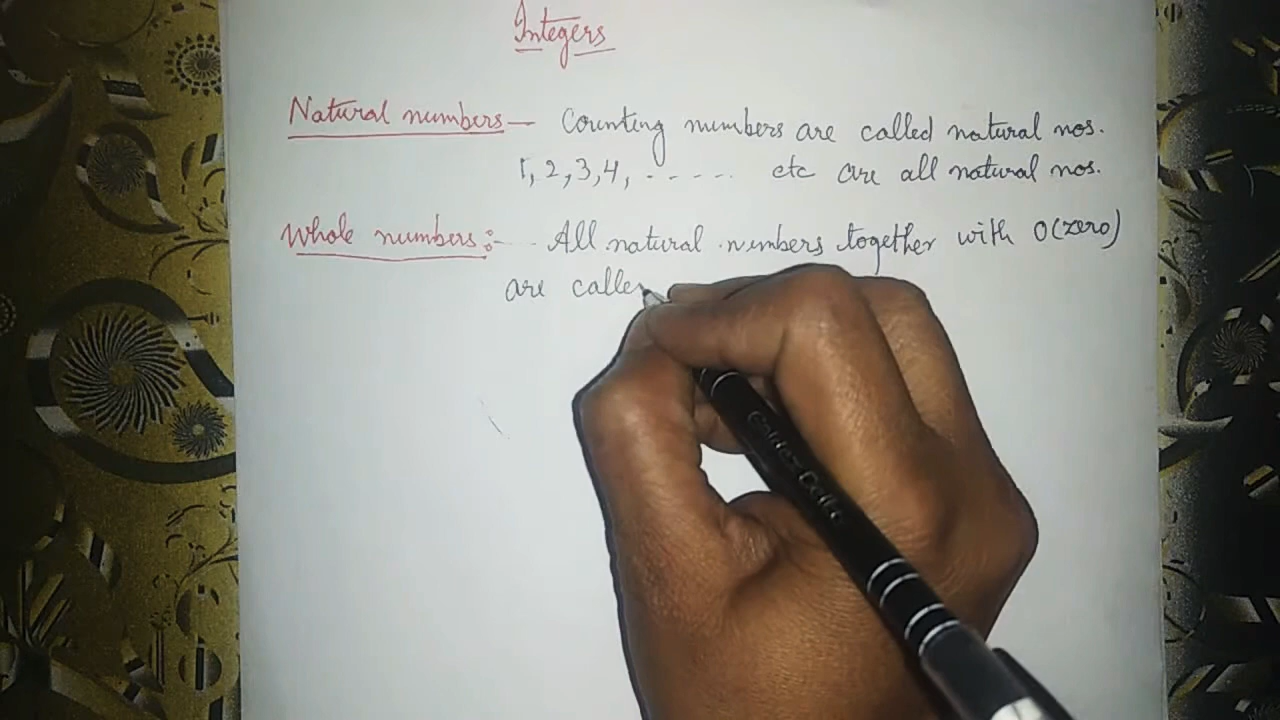 Integers
Natural numbers — Counting numbers are called natural nos.
1, 2, 3, 4, ----- etc are all natural nos.
Whole numbers :- - All natural numbers together with 0 (zero)
are calle